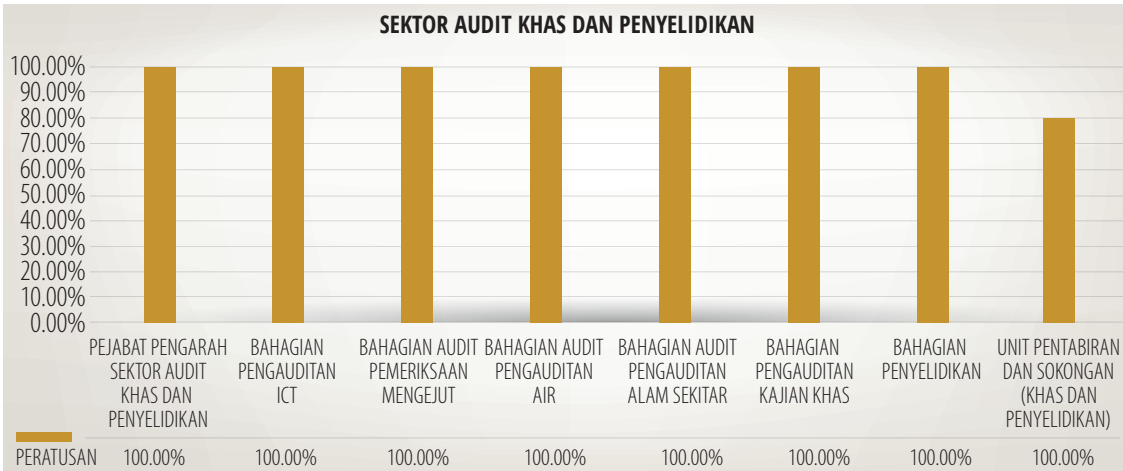 SEKTOR AUDIT KHAS DAN PENYELIDIKAN
100.00%
90.00%
80.00%
70.00%
60.00%
50.00%
40.00%
30.00%
20.00%
10.00%
0.00%
PEJABAT PENGARAH
SEKTOR AUDIT
KHAS DAN
PENYELIDIKAN
BAHAGIAN
PENGAUDITAN
ICT
BAHAGIAN AUDIT
PEMERIKSAAN
MENGEJUT
BAHAGIAN AUDIT
PENGAUDITAN
AIR
BAHAGIAN AUDIT
PENGAUDITAN
ALAM SEKITAR
BAHAGIAN
PENGAUDITAN
KAJIAN KHAS
BAHAGIAN
PENYELIDIKAN
UNIT PENTABIRAN
DAN SOKONGAN
(KHAS DAN
PENYELIDIKAN)
PERATUSAN 100.00% 100.00% 100.00% 100.00% 100.00% 100.00% 100.00% 100.00%